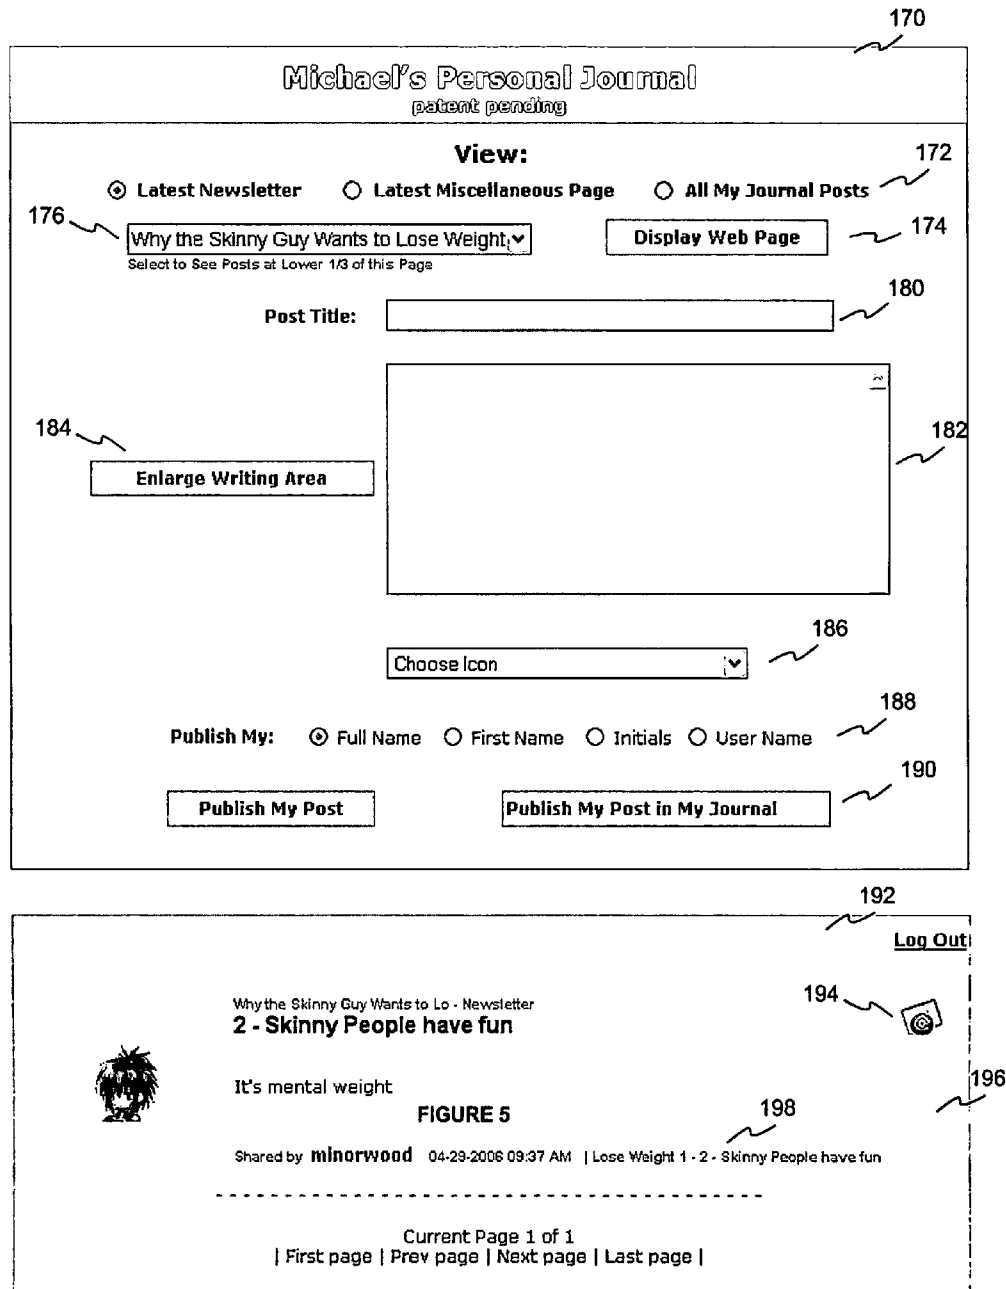 170
Michael's Personal Journal
patent pending
View:
172
Latest Newsletter Latest Miscellaneous Page All My Journal Posts
176
Why the Skinny Guy Wants to Lose Weight Display Web Page 174
Select to See Posts at Lower 1/3 of this Page
180
Post Title:
184
182
Enlarge Writing Area
186
Choose Icon
188
Publish My: Full Name First Name Initials User Name
190
Publish My Post Publish My Post in My Journal
192
Log Out
194
Why the Skinny Guy Wants to Lo - Newsletter
2 - Skinny People have fun
196
It's mental weight
FIGURE 5
198
Shared by minorwood 04-29-2006 09:37 AM | Lose Weight 1 - 2 - Skinny People have fun
- - - - - - - - - - - - - - - - - - - - - - - - - - - - - - - - - - - - - - - -
Current Page 1 of 1
| First page | Prev page | Next page | Last page |